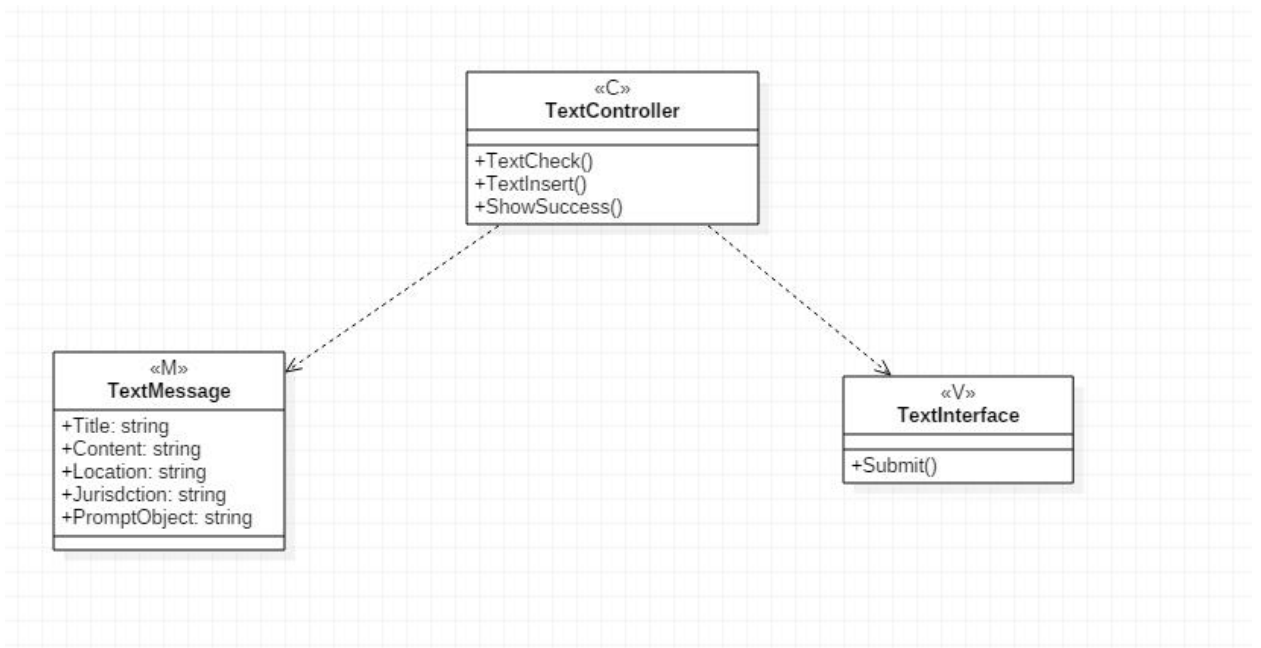 «C»
TextController
+TextCheck()
+TextInsert()
+ShowSuccess()
«M»
TextMessage
+Title: string
+Content: string
+Location: string
+Jurisdction: string
+PromptObject: string
«V»
TextInterface
+Submit()